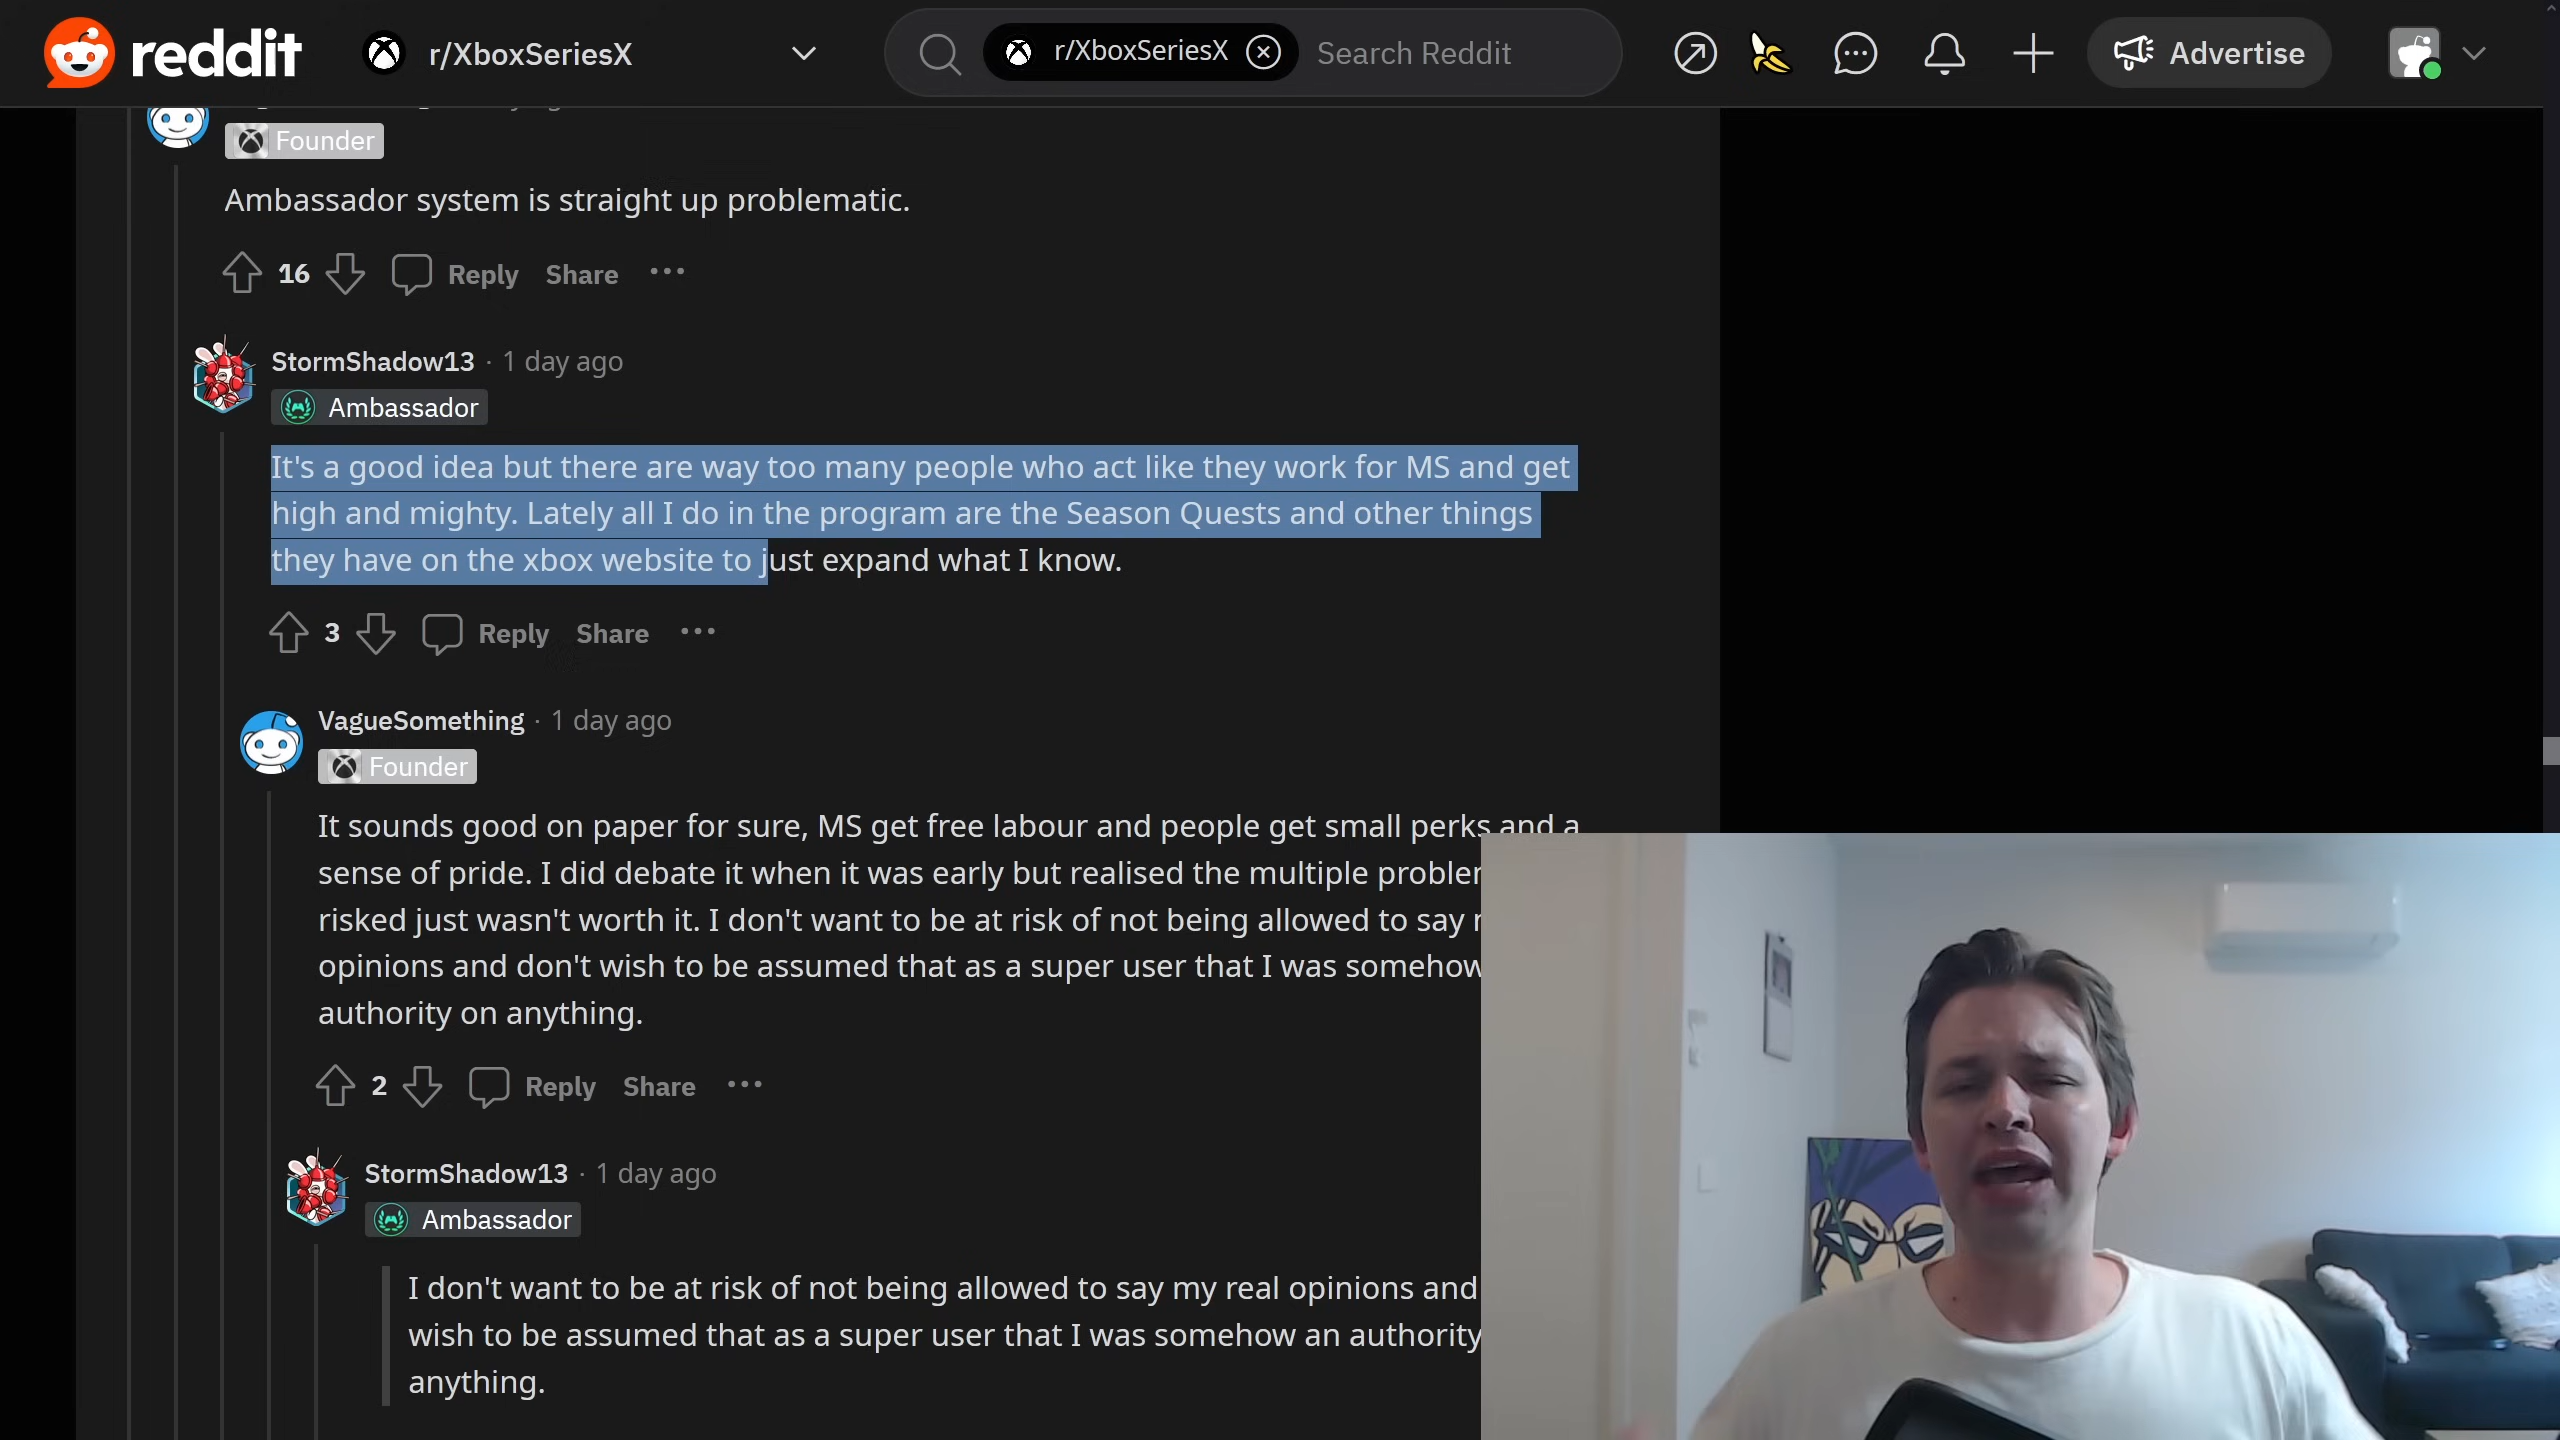 reddit r/XboxSeriesX r/XboxSeriesX Search Reddit Advertise
Founder
Ambassador system is straight up problematic.
16 Reply Share
StormShadow13 · 1 day ago
Ambassador
It's a good idea but there are way too many people who act like they work for MS and get
high and mighty. Lately all I do in the program are the Season Quests and other things
they have on the xbox website to just expand what I know.
3 Reply Share
VagueSomething · 1 day ago
Founder
It sounds good on paper for sure, MS get free labour and people get small perks and a
sense of pride. I did debate it when it was early but realised the multiple
risked just wasn't worth it. I don't want to be at risk of not being allowed to say
opinions and don't wish to be assumed that as a super user that I was somehow
authority on anything.
2 Reply Share
StormShadow13 · 1 day ago
Ambassador
I don't want to be at risk of not being allowed to say my real opinions and
wish to be assumed that as a super user that I was somehow an authority
anything.